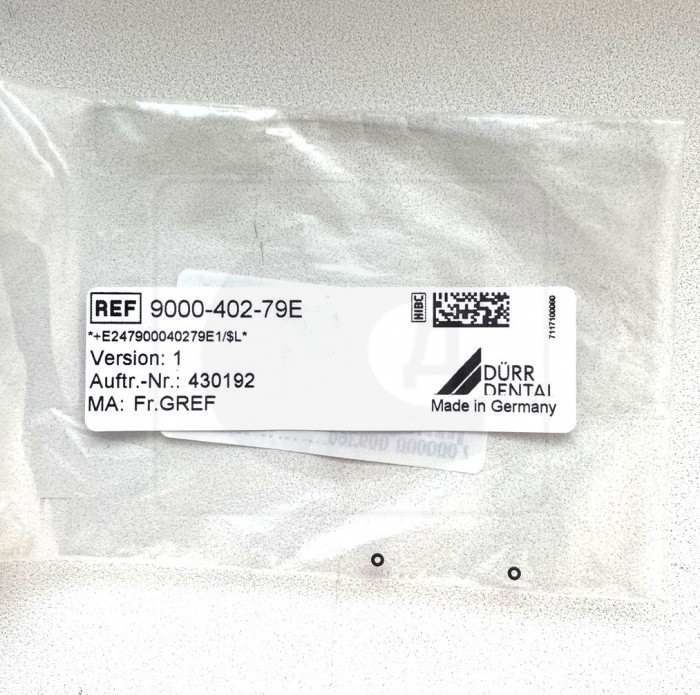 REF 9000-402-79E
*+E247900040279E1/$L*
Version: 1
Auftr.-Nr.: 430192
MA: Fr.GREF
HIBC
7117100080
DÜRR
DENTAL
Made in Germany